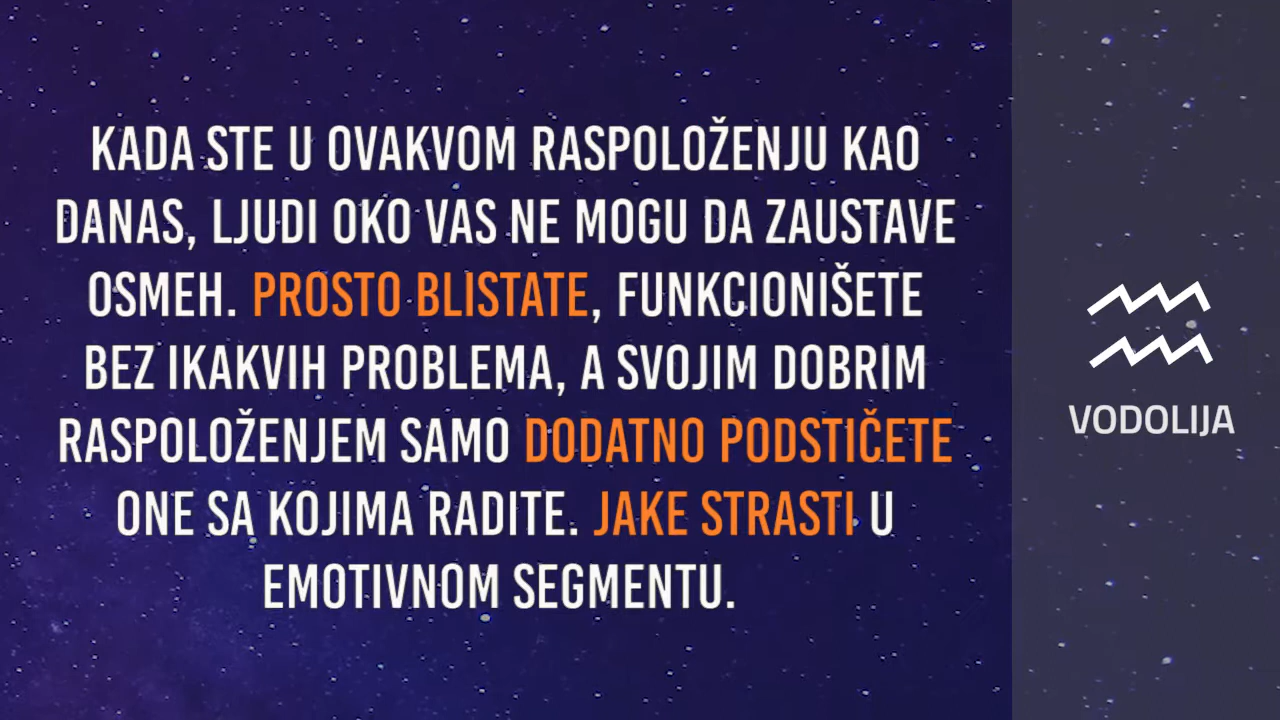 KADA STE U OVAKVOM RASPOLOŽENJU KAO
DANAS, LJUDI OKO VAS NE MOGU DA ZAUSTAVE
OSMEH. PROSTO BLISTATE, FUNKCIONIŠETE
BEZ IKAKVIH PROBLEMA, A SVOJIM DOBRIM
RASPOLOŽENJEM SAMO DODATNO PODSTIČETE
ONE SA KOJIMA RADITE. JAKE STRASTI U
EMOTIVNOM SEGMENTU.
VODOLIJA